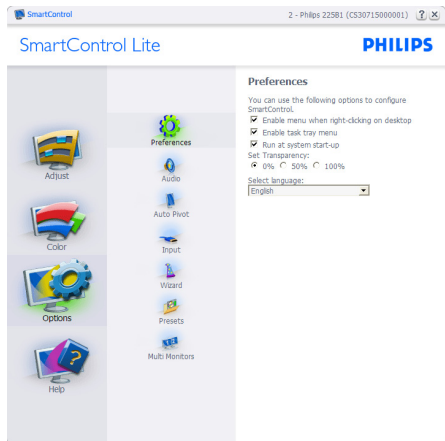 SmartControl
2 - Philips 225B1 (CS30715000001)
SmartControl Lite
PHILIPS
Adjust
Color
Options
Help
Preferences
Audio
Auto Pivot
Input
Wizard
Presets
Multi Monitors
Preferences
You can use the following options to configure
SmartControl.
Enable menu when right-clicking on desktop
Enable task tray menu
Run at system start-up
Set Transparency:
0% 50% 100%
Select language:
English